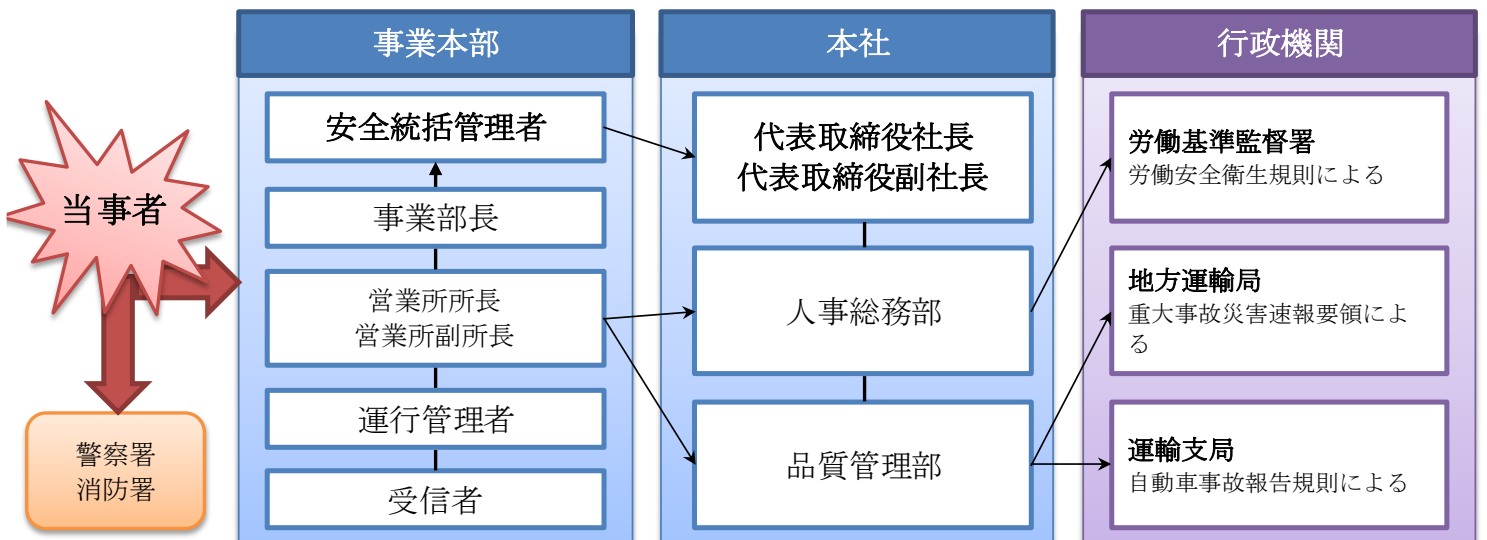 当事者
警察署
消防署
事業本部
安全統括管理者
事業部長
営業所所長
営業所副所長
運行管理者
受信者
本社
代表取締役社長
代表取締役副社長
人事総務部
品質管理部
行政機関
労働基準監督署
労働安全衛生規則による
地方運輸局
重大事故災害速報要領によ
る
運輸支局
自動車事故報告規則による